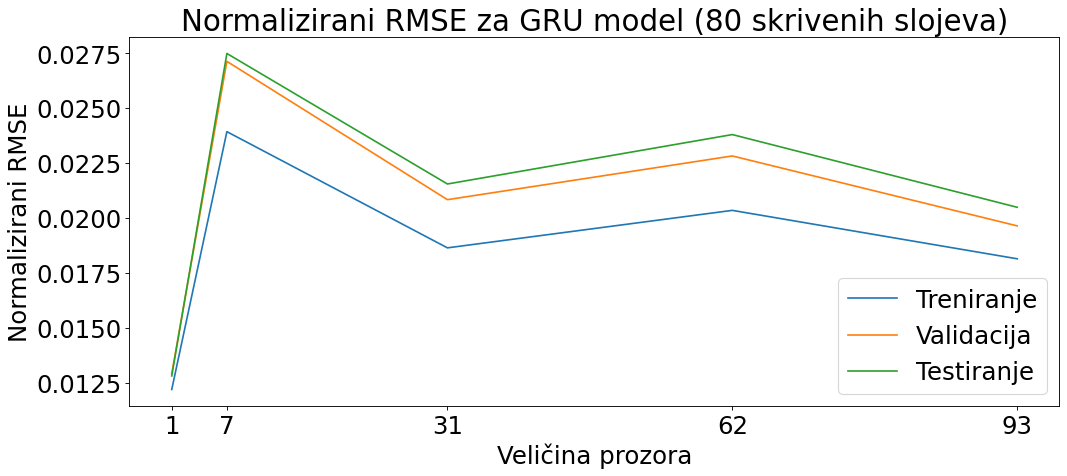 Normalizirani RMSE za GRU model (80 skrivenih slojeva)
Normalizirani RMSE
0.0275
0.0250
0.0225
0.0200
0.0175
0.0150
0.0125
Treniranje
Validacija
Testiranje
1 7 31 62 93
Veličina prozora